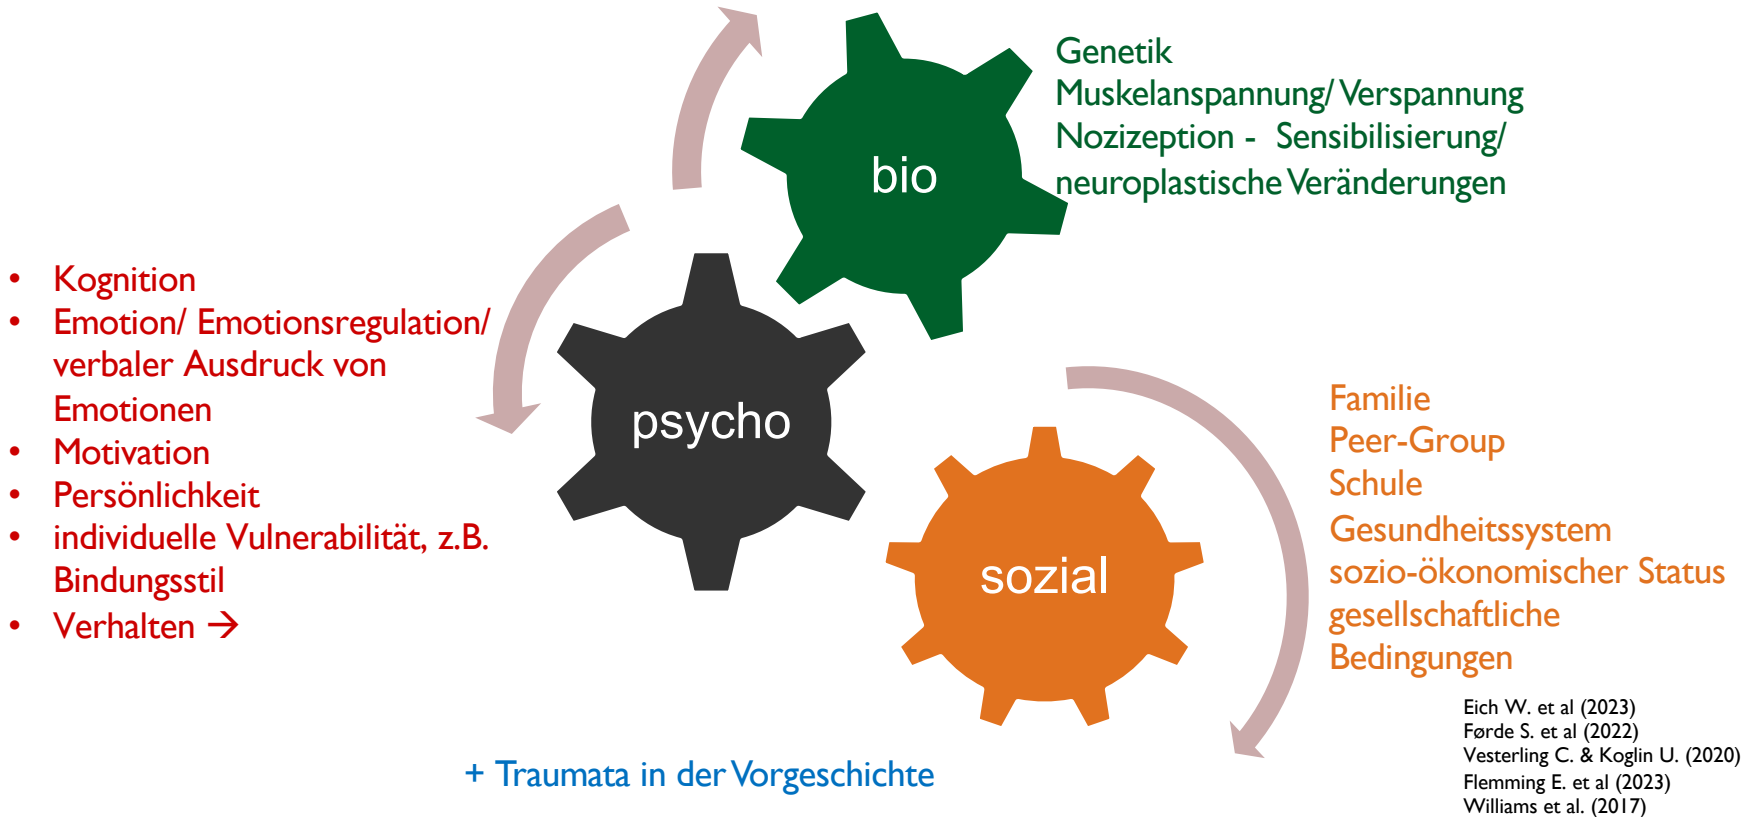 Genetik
Muskelanspannung/ Verspannung
Nozizeption - Sensibilisierung/
neuroplastische Veränderungen
bio
• Kognition
• Emotion/ Emotionsregulation/
verbaler Ausdruck von
Emotionen
• Motivation
• Persönlichkeit
• individuelle Vulnerabilität, z.B.
Bindungsstil
• Verhalten →
psycho
Familie
Peer-Group
Schule
Gesundheitssystem
sozio-ökonomischer Status
gesellschaftliche
Bedingungen
sozial
+ Traumata in der Vorgeschichte
Eich W. et al (2023)
Førde S. et al (2022)
Vesterling C. & Koglin U. (2020)
Flemming E. et al (2023)
Williams et al. (2017)